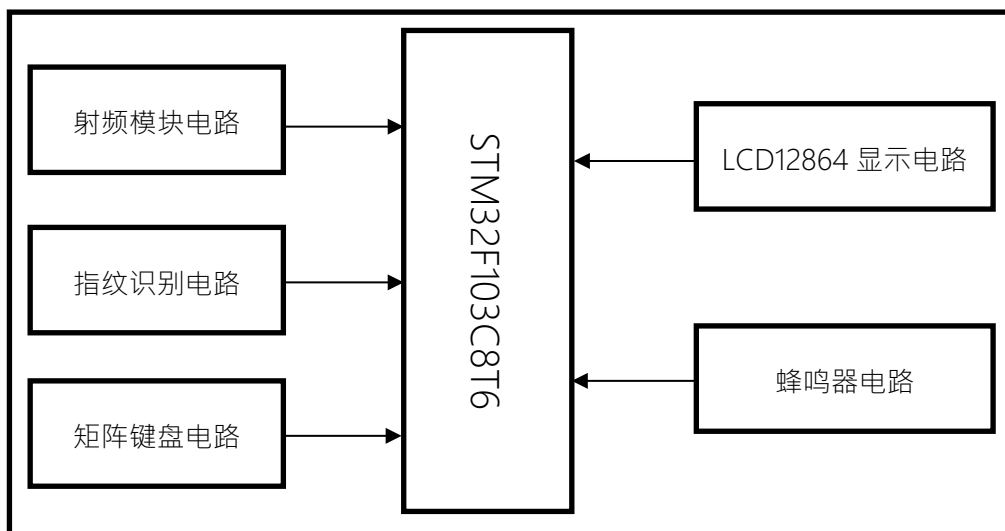 射频模块电路
指纹识别电路
矩阵键盘电路
STM32F103C8T6
LCD12864 显示电路
蜂鸣器电路